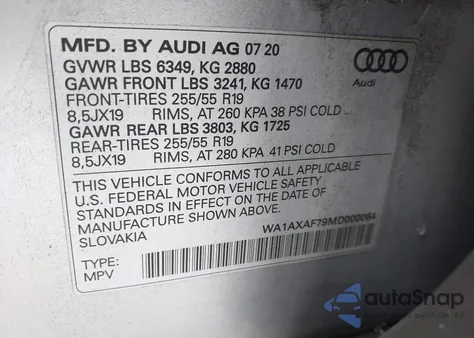 MFD. BY AUDI AG 07 20
GVWR LBS 6349, KG 2880
GAWR FRONT LBS 3241, KG 1470
FRONT-TIRES 255/55 R19
8,5JX19 RIMS, AT 260 KPA 38 PSI COLD
GAWR REAR LBS 3803, KG 1725
REAR-TIRES 255/55 R19
8,5JX19 RIMS, AT 280 KPA 41 PSI COLD
Audi
THIS VEHICLE CONFORMS TO ALL APPLICABLE
U.S. FEDERAL MOTOR VEHICLE SAFETY
STANDARDS IN EFFECT ON THE DATE OF
MANUFACTURE SHOWN ABOVE.
SLOVAKIA
WA1AXAF79MD000064
TYPE:
MPV
autoSnap